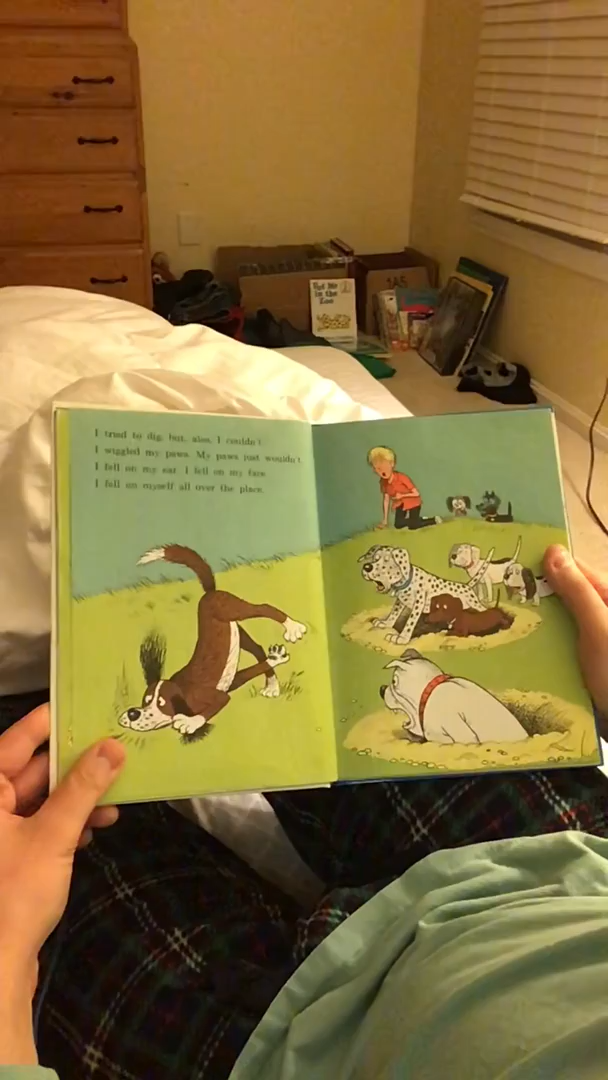 Put Me
in the
Zoo
I tried to dig, but, alas, I couldn't.
I wiggled my paws. My paws just wouldn't.
I fell on my ear. I fell on my face.
I fell on myself all over the place.